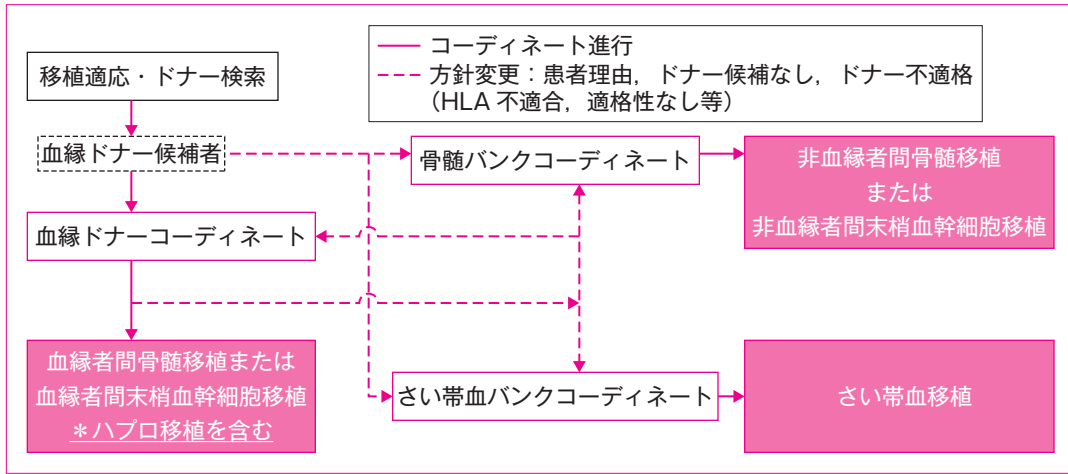 コーディネート進行
方針変更：患者理由，ドナー候補なし，ドナー不適格
（HLA 不適合，適格性なし等）
移植適応・ドナー検索
血縁ドナー候補者
骨髄バンクコーディネート
非血縁者間骨髄移植
または
非血縁者間末梢血幹細胞移植
血縁ドナーコーディネート
血縁者間骨髄移植または
血縁者間末梢血幹細胞移植
＊ハプロ移植を含む
さい帯血バンクコーディネート
さい帯血移植